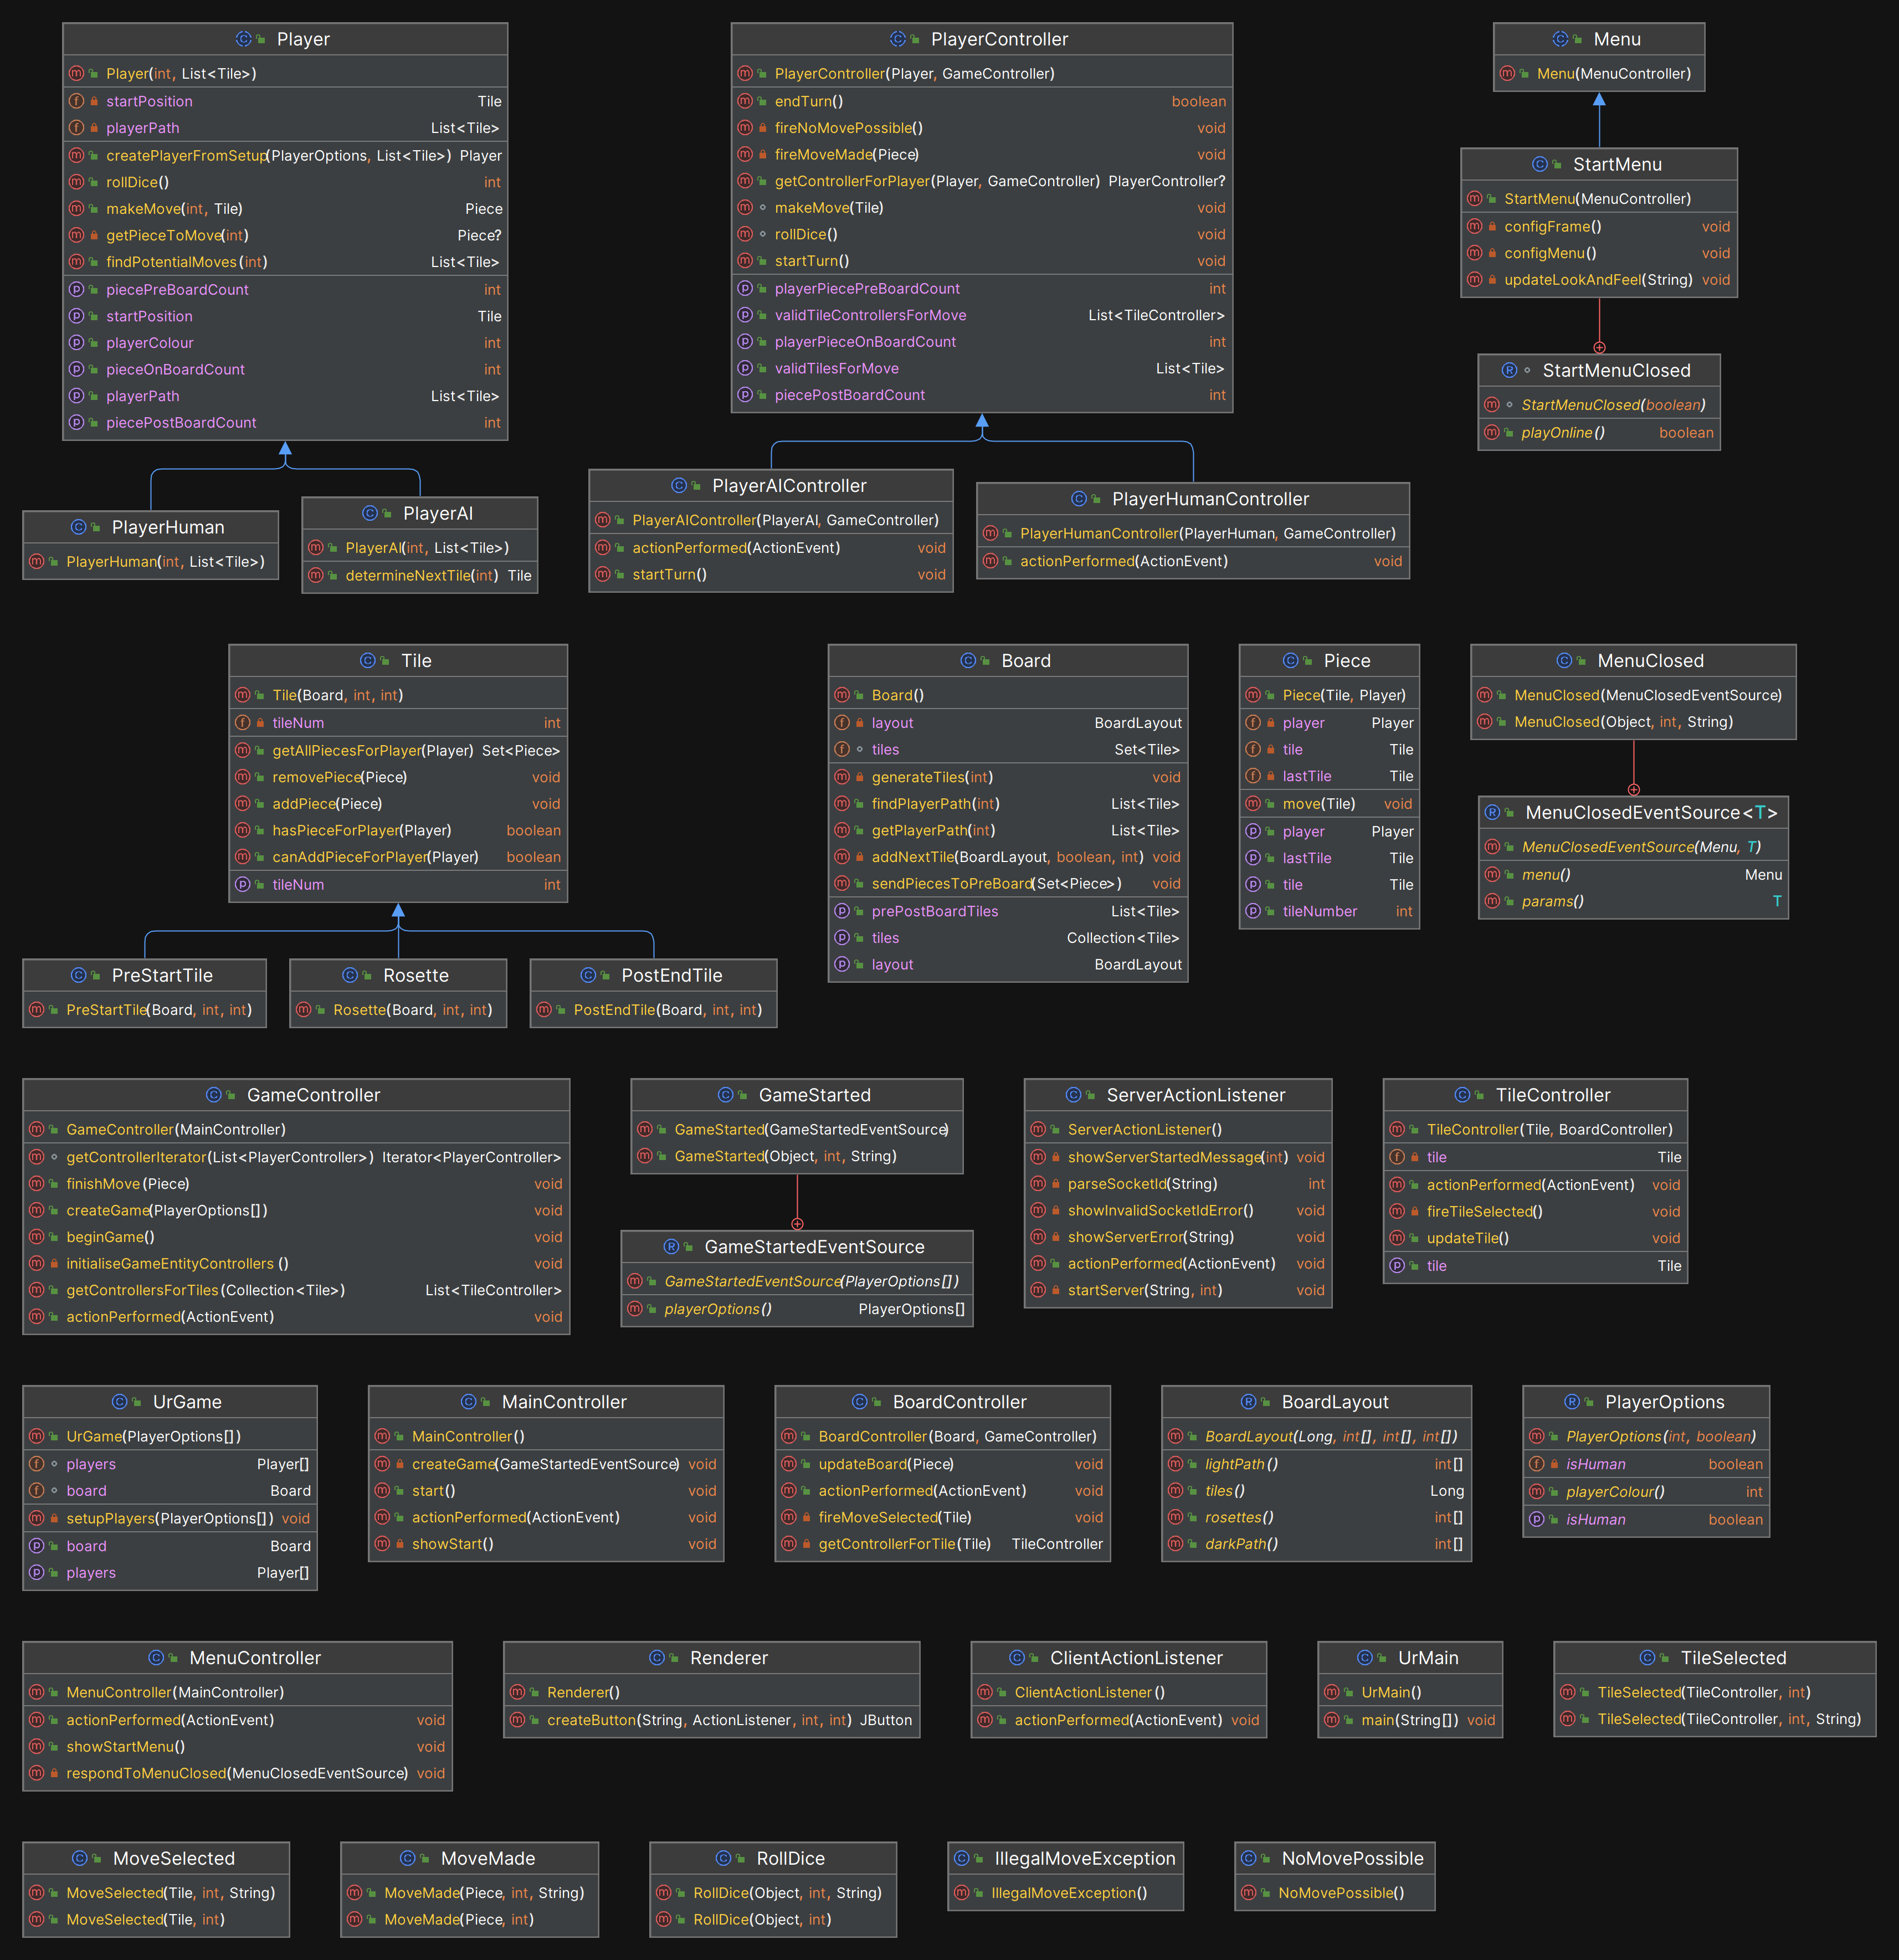 Player
Player(int, List<Tile>)
startPosition Tile
playerPath List<Tile>
createPlayerFromSetup(PlayerOptions, List<Tile>) Player
rollDice() int
makeMove(int, Tile) Piece
getPieceToMove(int) Piece?
findPotentialMoves(int) List<Tile>
piecePreBoardCount int
startPosition Tile
playerColour int
pieceOnBoardCount int
playerPath List<Tile>
piecePostBoardCount int
PlayerController
PlayerController(Player, GameController)
endTurn() boolean
fireNoMovePossible() void
fireMoveMade(Piece) void
getControllerForPlayer(Player, GameController) PlayerController?
makeMove(Tile) void
rollDice() void
startTurn() void
playerPiecePreBoardCount int
validTileControllersForMove List<TileController>
playerPieceOnBoardCount int
validTilesForMove List<Tile>
piecePostBoardCount int
Menu
Menu(MenuController)
StartMenu
StartMenu(MenuController)
configFrame() void
configMenu() void
updateLookAndFeel(String) void
StartMenuClosed
StartMenuClosed(boolean)
playOnline() boolean
PlayerHuman
PlayerHuman(int, List<Tile>)
PlayerAI
PlayerAI(int, List<Tile>)
determineNextTile(int) Tile
PlayerAIController
PlayerAIController(PlayerAI, GameController)
actionPerformed(ActionEvent) void
startTurn() void
PlayerHumanController
PlayerHumanController(PlayerHuman, GameController)
actionPerformed(ActionEvent) void
Tile
Tile(Board, int, int)
tileNum int
getAllPiecesForPlayer(Player) Set<Piece>
removePiece(Piece) void
addPiece(Piece) void
hasPieceForPlayer(Player) boolean
canAddPieceForPlayer(Player) boolean
tileNum int
Board
Board()
layout BoardLayout
tiles Set<Tile>
generateTiles(int) void
findPlayerPath(int) List<Tile>
getPlayerPath(int) List<Tile>
addNextTile(BoardLayout, boolean, int) void
sendPiecesToPreBoard(Set<Piece>) void
prePostBoardTiles List<Tile>
tiles Collection<Tile>
layout BoardLayout
Piece
Piece(Tile, Player)
player Player
tile Tile
lastTile Tile
move(Tile) void
player Player
lastTile Tile
tile Tile
tileNumber int
MenuClosed
MenuClosed(MenuClosedEventSource)
MenuClosed(Object, int, String)
MenuClosedEventSource<T>
MenuClosedEventSource(Menu, T)
menu() Menu
params() T
PreStartTile
PreStartTile(Board, int, int)
Rosette
Rosette(Board, int, int)
PostEndTile
PostEndTile(Board, int, int)
GameController
GameController(MainController)
getControllerIterator(List<PlayerController>) Iterator<PlayerController>
finishMove(Piece) void
createGame(PlayerOptions[]) void
beginGame() void
initialiseGameEntityControllers() void
getControllersForTiles(Collection<Tile>) List<TileController>
actionPerformed(ActionEvent) void
GameStarted
GameStarted(GameStartedEventSource)
GameStarted(Object, int, String)
GameStartedEventSource
GameStartedEventSource(PlayerOptions[])
playerOptions() PlayerOptions[]
ServerActionListener
ServerActionListener()
showServerStartedMessage(int) void
parseSocketId(String) int
showInvalidSocketIdError() void
showServerError(String) void
actionPerformed(ActionEvent) void
startServer(String, int) void
TileController
TileController(Tile, BoardController)
tile Tile
actionPerformed(ActionEvent) void
fireTileSelected() void
updateTile() void
tile Tile
UrGame
UrGame(PlayerOptions[])
players Player[]
board Board
setupPlayers(PlayerOptions[]) void
board Board
players Player[]
MainController
MainController()
createGame(GameStartedEventSource) void
start() void
actionPerformed(ActionEvent) void
showStart() void
BoardController
BoardController(Board, GameController)
updateBoard(Piece) void
actionPerformed(ActionEvent) void
fireMoveSelected(Tile) void
getControllerForTile(Tile) TileController
BoardLayout
BoardLayout(Long, int[], int[], int[])
lightPath() int[]
tiles() Long
rosettes() int[]
darkPath() int[]
PlayerOptions
PlayerOptions(int, boolean)
isHuman boolean
playerColour() int
isHuman boolean
MenuController
MenuController(MainController)
actionPerformed(ActionEvent) void
showStartMenu() void
respondToMenuClosed(MenuClosedEventSource) void
Renderer
Renderer()
createButton(String, ActionListener, int, int) JButton
ClientActionListener
ClientActionListener()
actionPerformed(ActionEvent) void
UrMain
UrMain()
main(String[]) void
TileSelected
TileSelected(TileController, int)
TileSelected(TileController, int, String)
MoveSelected
MoveSelected(Tile, int, String)
MoveSelected(Tile, int)
MoveMade
MoveMade(Piece, int, String)
MoveMade(Piece, int)
RollDice
RollDice(Object, int, String)
RollDice(Object, int)
IllegalMoveException
IllegalMoveException()
NoMovePossible
NoMovePossible()